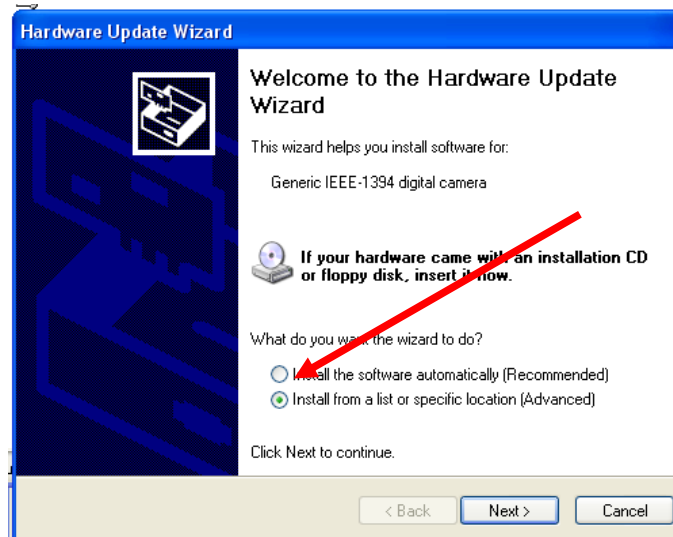 Hardware Update Wizard
Welcome to the Hardware Update
Wizard
This wizard helps you install software for:
Generic IEEE-1394 digital camera
If your hardware came with an installation CD
or floppy disk, insert it now.
What do you want the wizard to do?
Install the software automatically (Recommended)
Install from a list or specific location (Advanced)
Click Next to continue.
< Back
Next >
Cancel